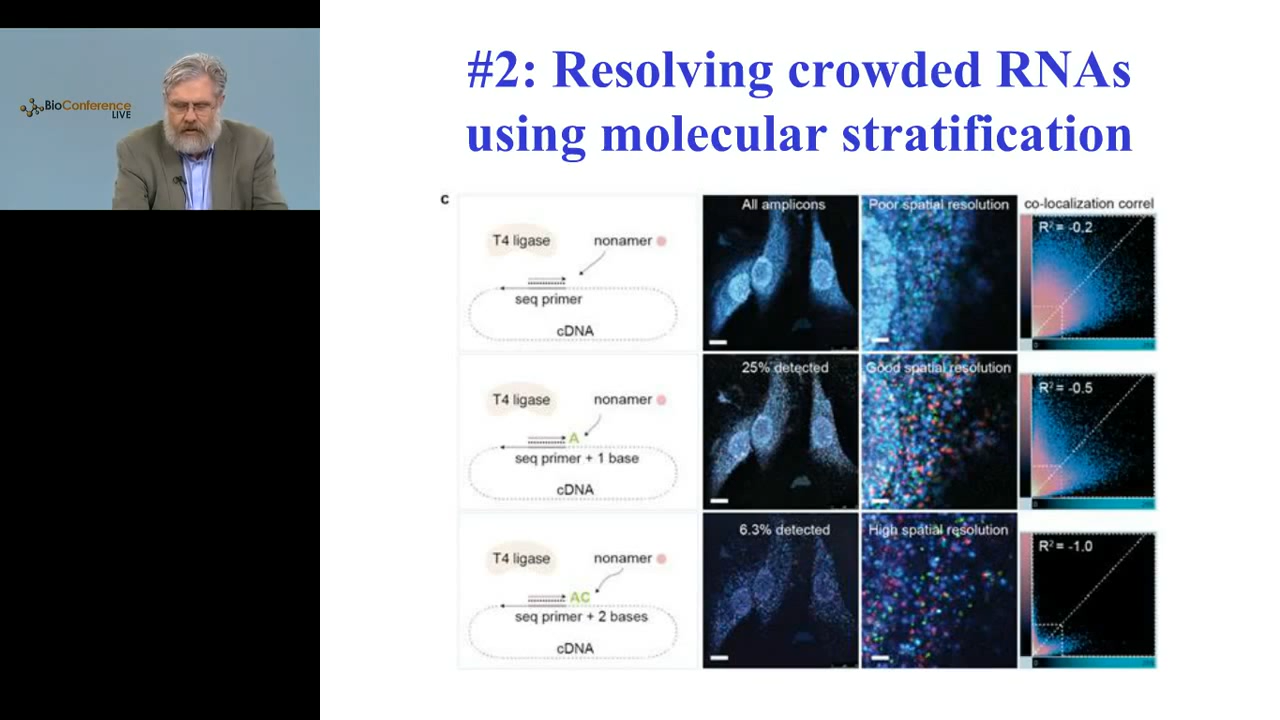 BioConference
LIVE
#2: Resolving crowded RNAs
using molecular stratification
c
T4 ligase
nonamer
seq primer
cDNA
All amplicons
Poor spatial resolution
co-localization correl
R² = -0.2
T4 ligase
nonamer
A
seq primer + 1 base
cDNA
25% detected
Good spatial resolution
R² = -0.5
T4 ligase
nonamer
AC
seq primer + 2 bases
cDNA
6.3% detected
High spatial resolution
R² = -1.0